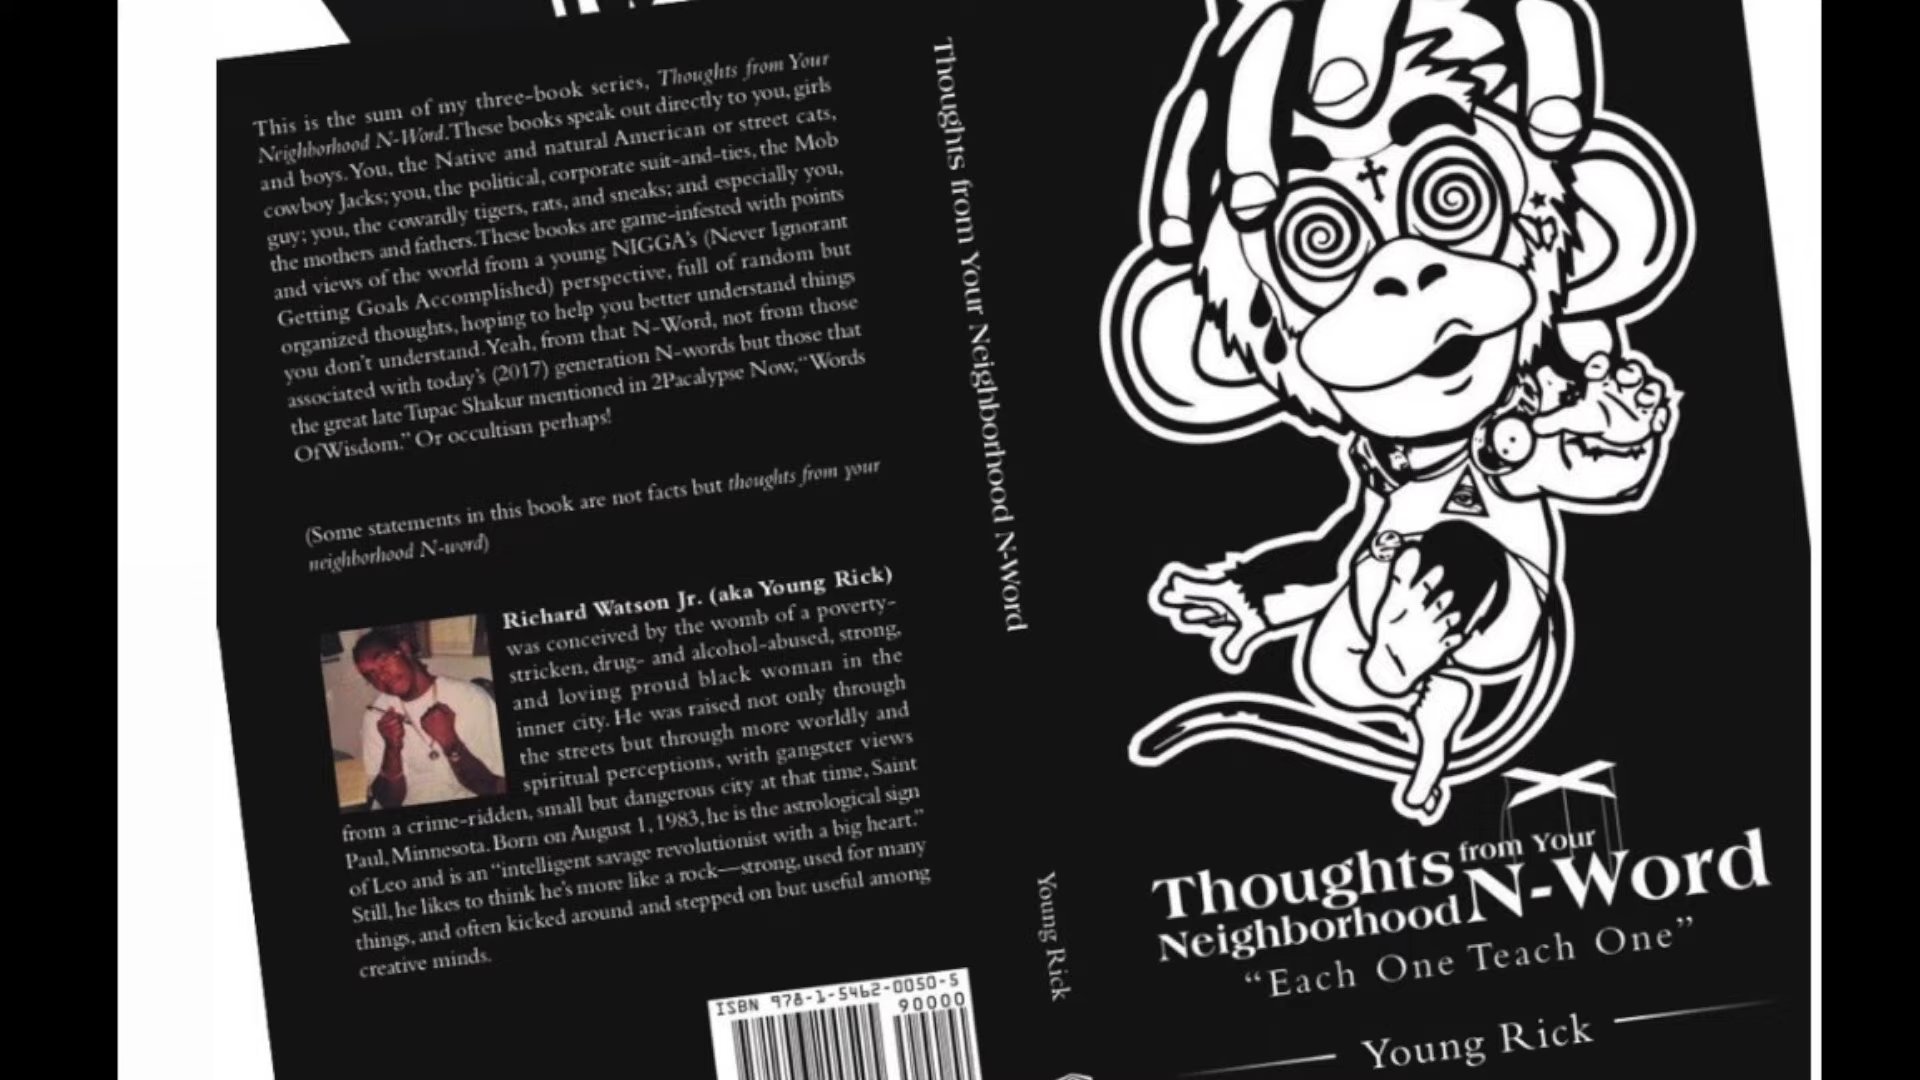 This is the sum of my three-book series, Thoughts from Your
Neighborhood N-Word. These books speak out directly to you, girls
and boys. You, the Native and natural American or street cats,
cowboy Jacks; you, the political, corporate suit-and-ties, the Mob
guy; you, the cowardly tigers, rats, and sneaks; and especially you,
the mothers and fathers. These books are game-infested with points
and views of the world from a young NIGGA's (Never Ignorant
Getting Goals Accomplished) perspective, full of random but
organized thoughts, hoping to help you better understand things
you don't understand. Yeah, from that N-Word, not from those
associated with today's (2017) generation N-words but those that
the great late Tupac Shakur mentioned in 2Pacalypse Now, "Words
Of Wisdom." Or occultism perhaps!
(Some statements in this book are not facts but thoughts from your
neighborhood N-word)
Richard Watson Jr. (aka Young Rick)
was conceived by the womb of a poverty-
stricken, drug- and alcohol-abused, strong,
and loving proud black woman in the
inner city. He was raised not only through
the streets but through more worldly and
spiritual perceptions, with gangster views
from a crime-ridden, small but dangerous city at that time, Saint
Paul, Minnesota. Born on August 1, 1983, he is the astrological sign
of Leo and is an "intelligent savage revolutionist with a big heart."
Still, he likes to think he's more like a rock—strong, used for many
things, and often kicked around and stepped on but useful among
creative minds.
ISBN 978-1-5462-0050-5
90000
Thoughts from Your Neighborhood N-Word
Young Rick
Thoughts from Your
Neighborhood N-Word
"Each One Teach One"
Young Rick